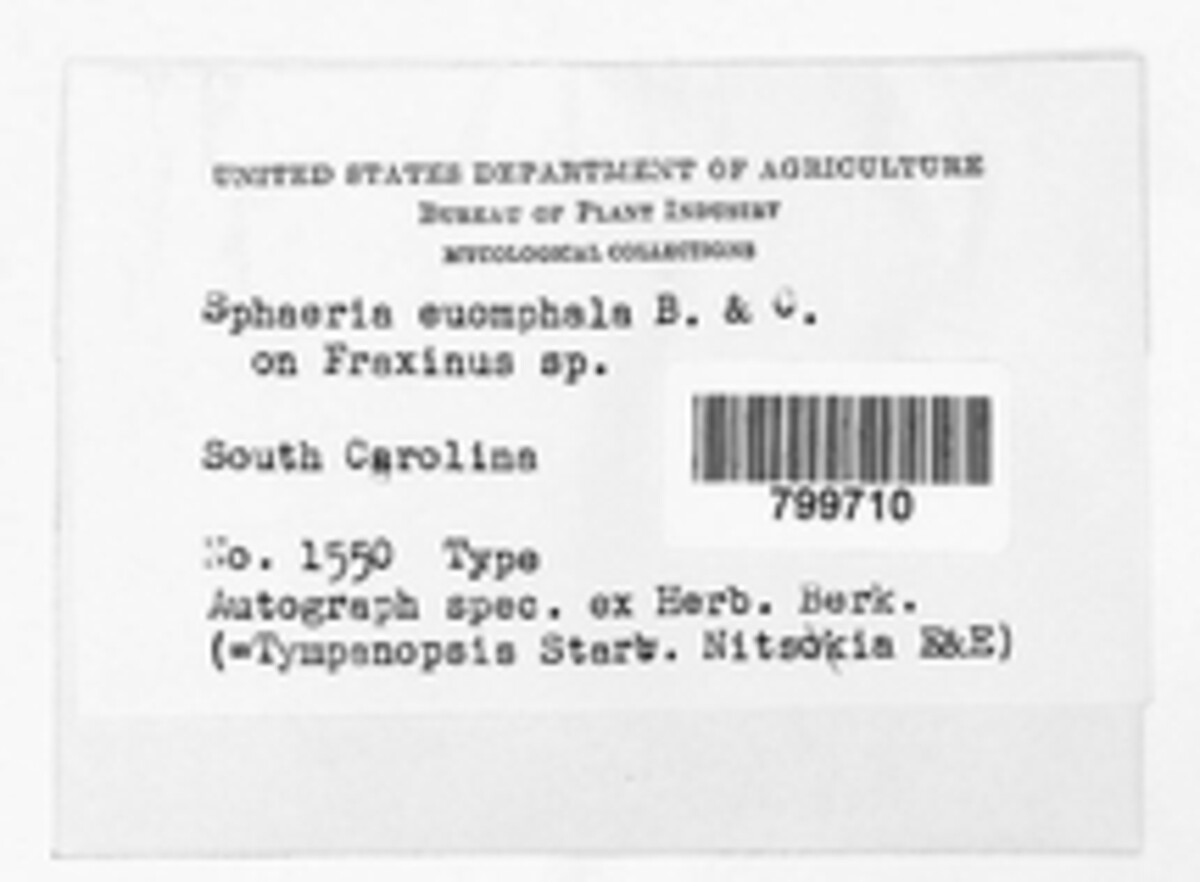 UNITED STATES DEPARTMENT OF AGRICULTURE
BUREAU OF PLANT INDUSTRY
MYCOLOGICAL COLLECTIONS
Sphaeria euomphala B. & C.
on Fraxinus sp.
South Carolina
799710
No. 1550 Type
Autograph spec. ex Herb. Berk.
(=Tympanopsis Starb. Nitschkia E&E)